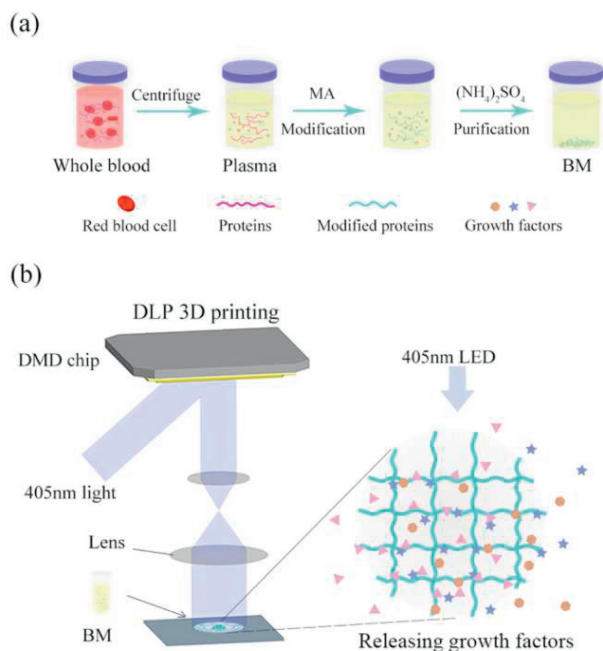 (a)
Centrifuge
MA
Modification
(NH₄)₂SO₄
Purification
Whole blood
Plasma
BM
Red blood cell
Proteins
Modified proteins
Growth factors
(b)
DLP 3D printing
DMD chip
405nm LED
405nm light
Lens
BM
Releasing growth factors